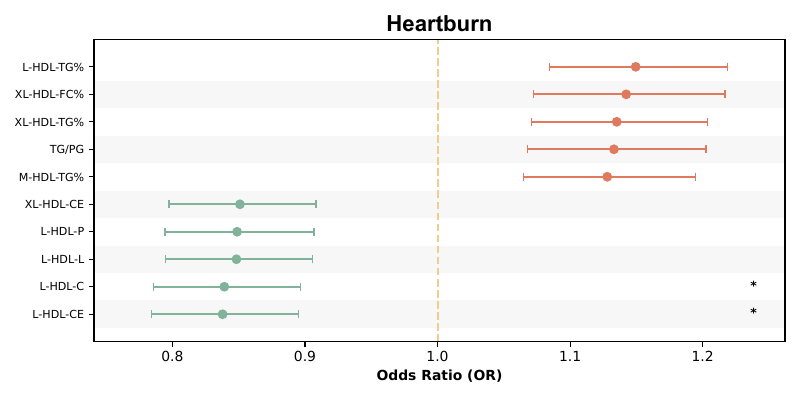 Heartburn
L-HDL-TG%
XL-HDL-FC%
XL-HDL-TG%
TG/PG
M-HDL-TG%
XL-HDL-CE
L-HDL-P
L-HDL-L
L-HDL-C *
L-HDL-CE *
0.8 0.9 1.0 1.1 1.2
Odds Ratio (OR)